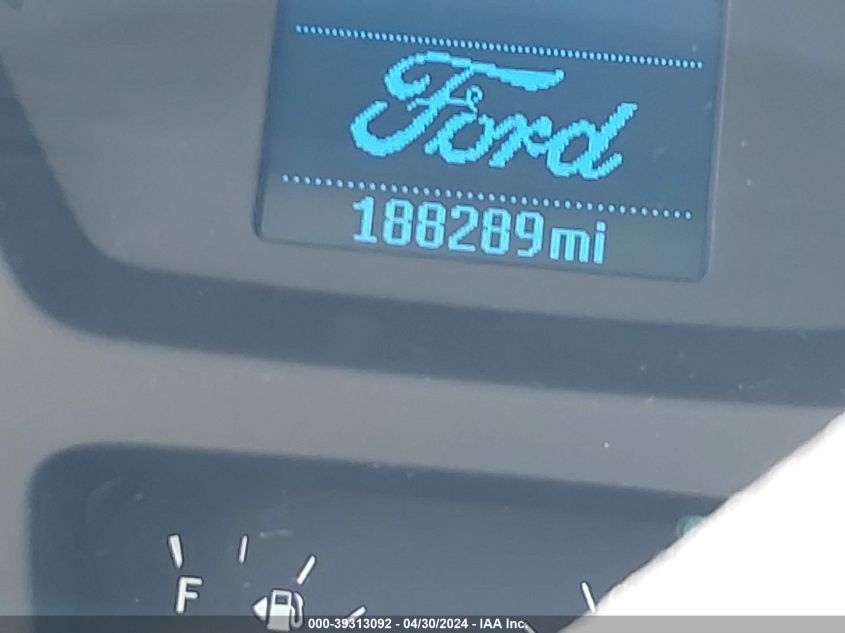 Ford
188289mi
F
000-39313092 - 04/30/2024 - IAA Inc.